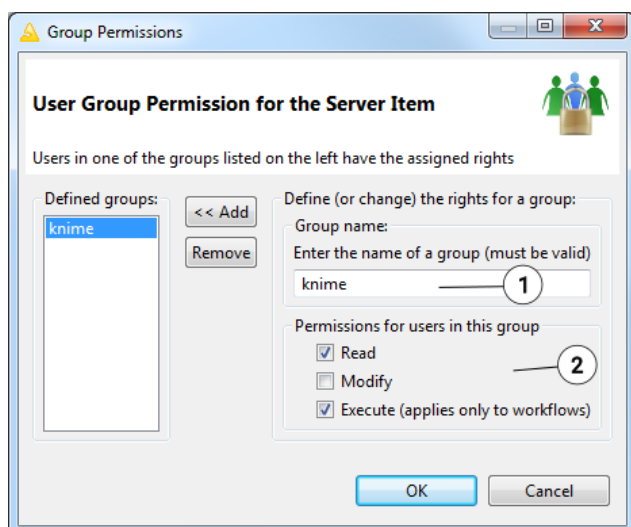 Group Permissions
User Group Permission for the Server Item
Users in one of the groups listed on the left have the assigned rights
Defined groups:
knime
<< Add
Remove
Define (or change) the rights for a group:
Group name:
Enter the name of a group (must be valid)
knime
1
Permissions for users in this group
Read
Modify
Execute (applies only to workflows)
2
OK
Cancel